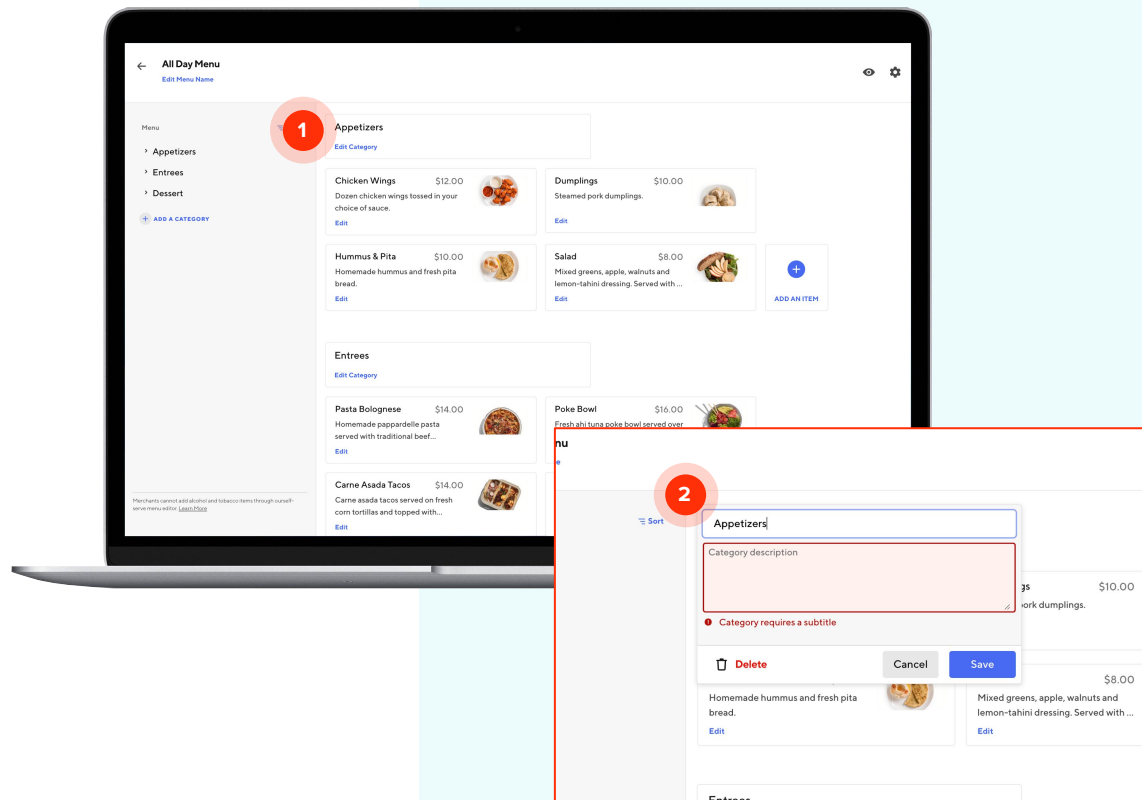 All Day Menu
Edit Menu Name
Menu
1
Appetizers
Entrees
Dessert
+ ADD A CATEGORY
Merchants cannot add alcohol and tobacco items through ourself-
serve menu editor. Learn More
Appetizers
Edit Category
Chicken Wings $12.00
Dozen chicken wings tossed in your
choice of sauce.
Edit
Dumplings $10.00
Steamed pork dumplings.
Edit
Hummus & Pita $10.00
Homemade hummus and fresh pita
bread.
Edit
Salad $8.00
Mixed greens, apple, walnuts and
lemon-tahini dressing. Served with ...
Edit
+
ADD AN ITEM
Entrees
Edit Category
Pasta Bolognese $14.00
Homemade pappardelle pasta
served with traditional beef...
Edit
Poke Bowl $16.00
Fresh ahi tuna poke bowl served over
Carne Asada Tacos $14.00
Carne asada tacos served on fresh
corn tortillas and topped with...
Edit
nu
e
2
Sort
Appetizers
Category description
Category requires a subtitle
Delete
Cancel
Save
gs $10.00
ork dumplings.
Homemade hummus and fresh pita
bread.
Edit
$8.00
Mixed greens, apple, walnuts and
lemon-tahini dressing. Served with ...
Edit
Entrees